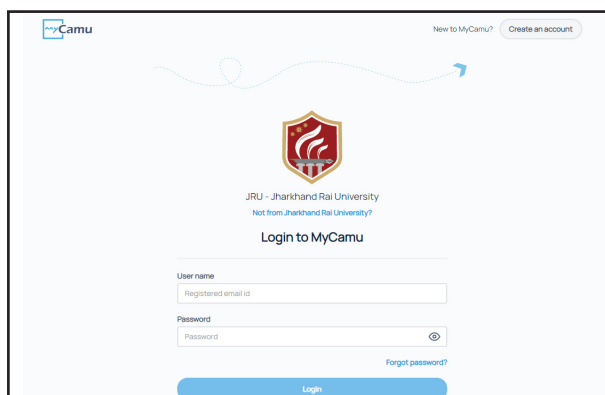 myCamu
New to MyCamu? Create an account
JRU - Jharkhand Rai University
Not from Jharkhand Rai University?
Login to MyCamu
User name
Registered email id
Password
Password
Forgot password?
Login